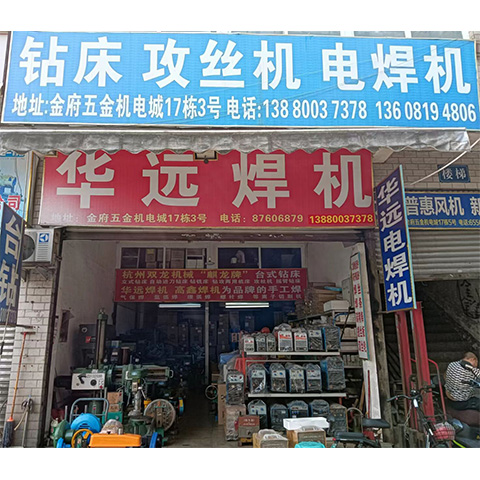 钻床 攻丝机 电焊机
地址:金府五金机电城17栋3号 电话:138 8003 7378 136 0819 4806
华远焊机
地址: 金府五金机电城17栋3号 电话: 87606879 13880037378
华远电焊机
楼梯
普惠风机
台钻
杭州双龙机械 “麒龙牌” 台式钻床
华远焊机 高鑫焊机为品牌的手工焊